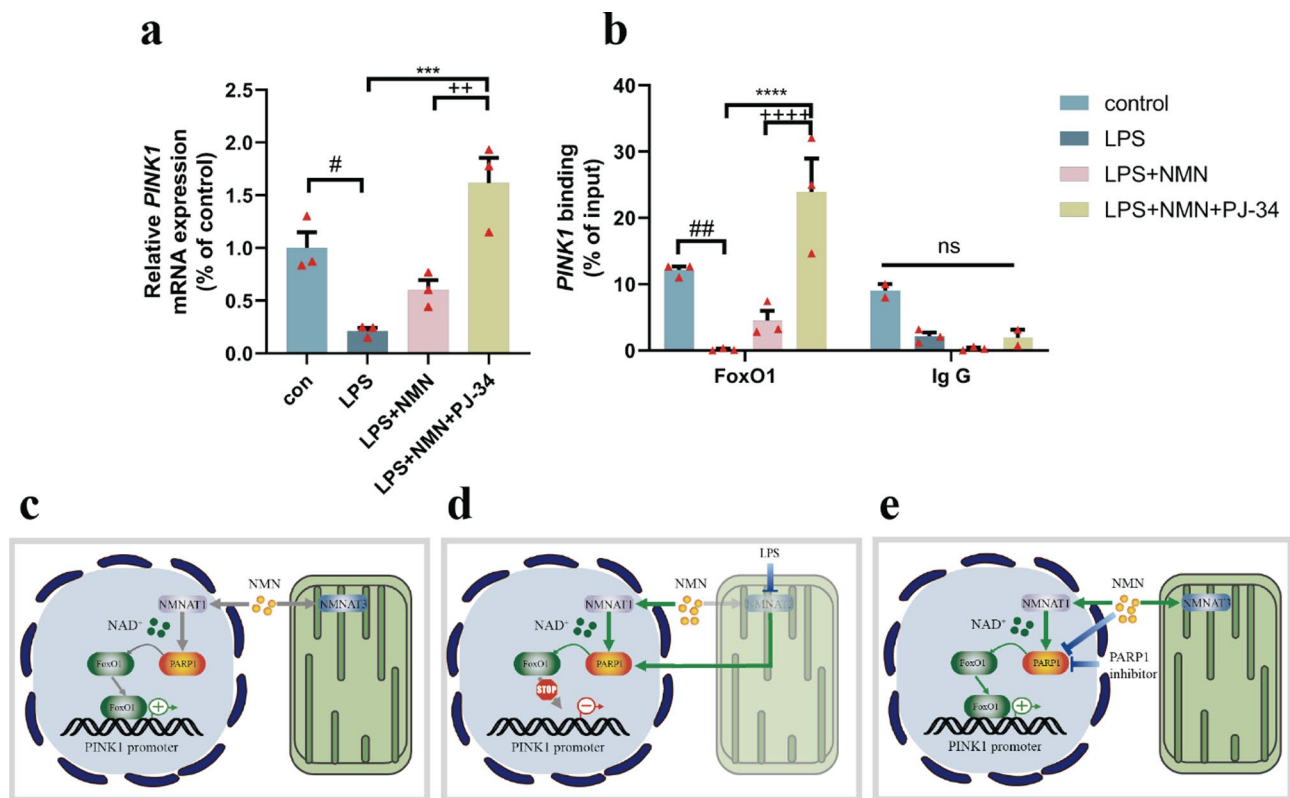 a
Relative PINK1
mRNA expression
(% of control)
2.5
2.0
1.5
1.0
0.5
0.0
#
***
++
con
LPS
LPS+NMN
LPS+NMN+PJ-34
b
PINK1 binding
(% of input)
40
30
20
10
0
##
****
++++
ns
FoxO1
Ig G
control
LPS
LPS+NMN
LPS+NMN+PJ-34
c
NMN
NMNAT1
NMNAT3
NAD+
FoxO1
PARP1
FoxO1
+
PINK1 promoter
d
LPS
NMN
NMNAT1
NAD+
FoxO1
PARP1
STOP
−
PINK1 promoter
e
NMN
NMNAT1
NMNAT3
NAD+
FoxO1
PARP1
PARP1
inhibitor
FoxO1
+
PINK1 promoter